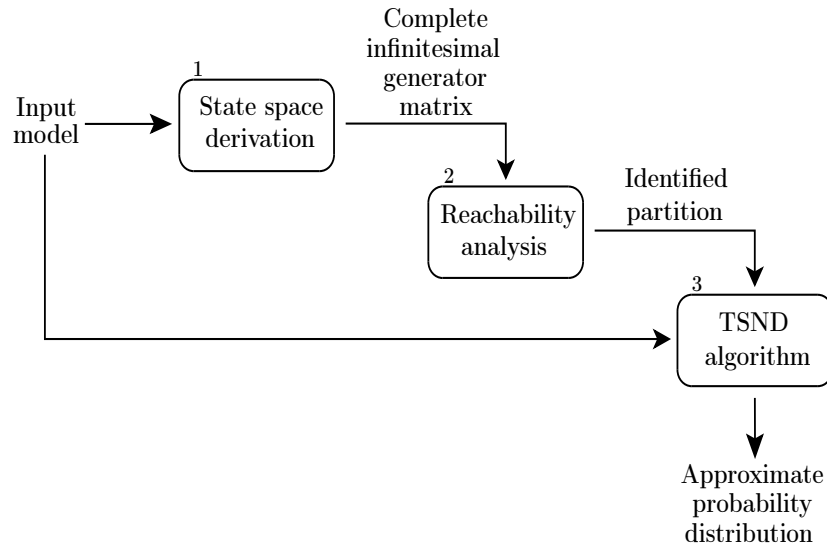 Complete
infinitesimal
generator
matrix
1
Input
model
State space
derivation
2
Reachability
analysis
Identified
partition
3
TSND
algorithm
Approximate
probability
distribution